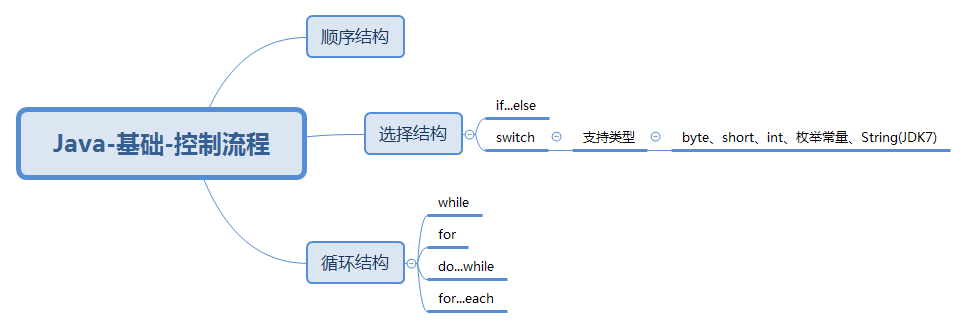 顺序结构
Java-基础-控制流程
选择结构
if...else
switch
支持类型
byte、short、int、枚举常量、String(JDK7)
循环结构
while
for
do...while
for...each